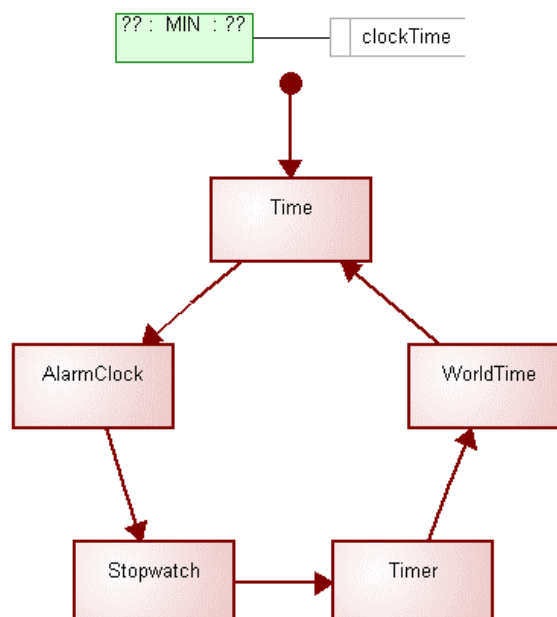 ?? : MIN : ??
clockTime
Time
AlarmClock
WorldTime
Stopwatch
Timer